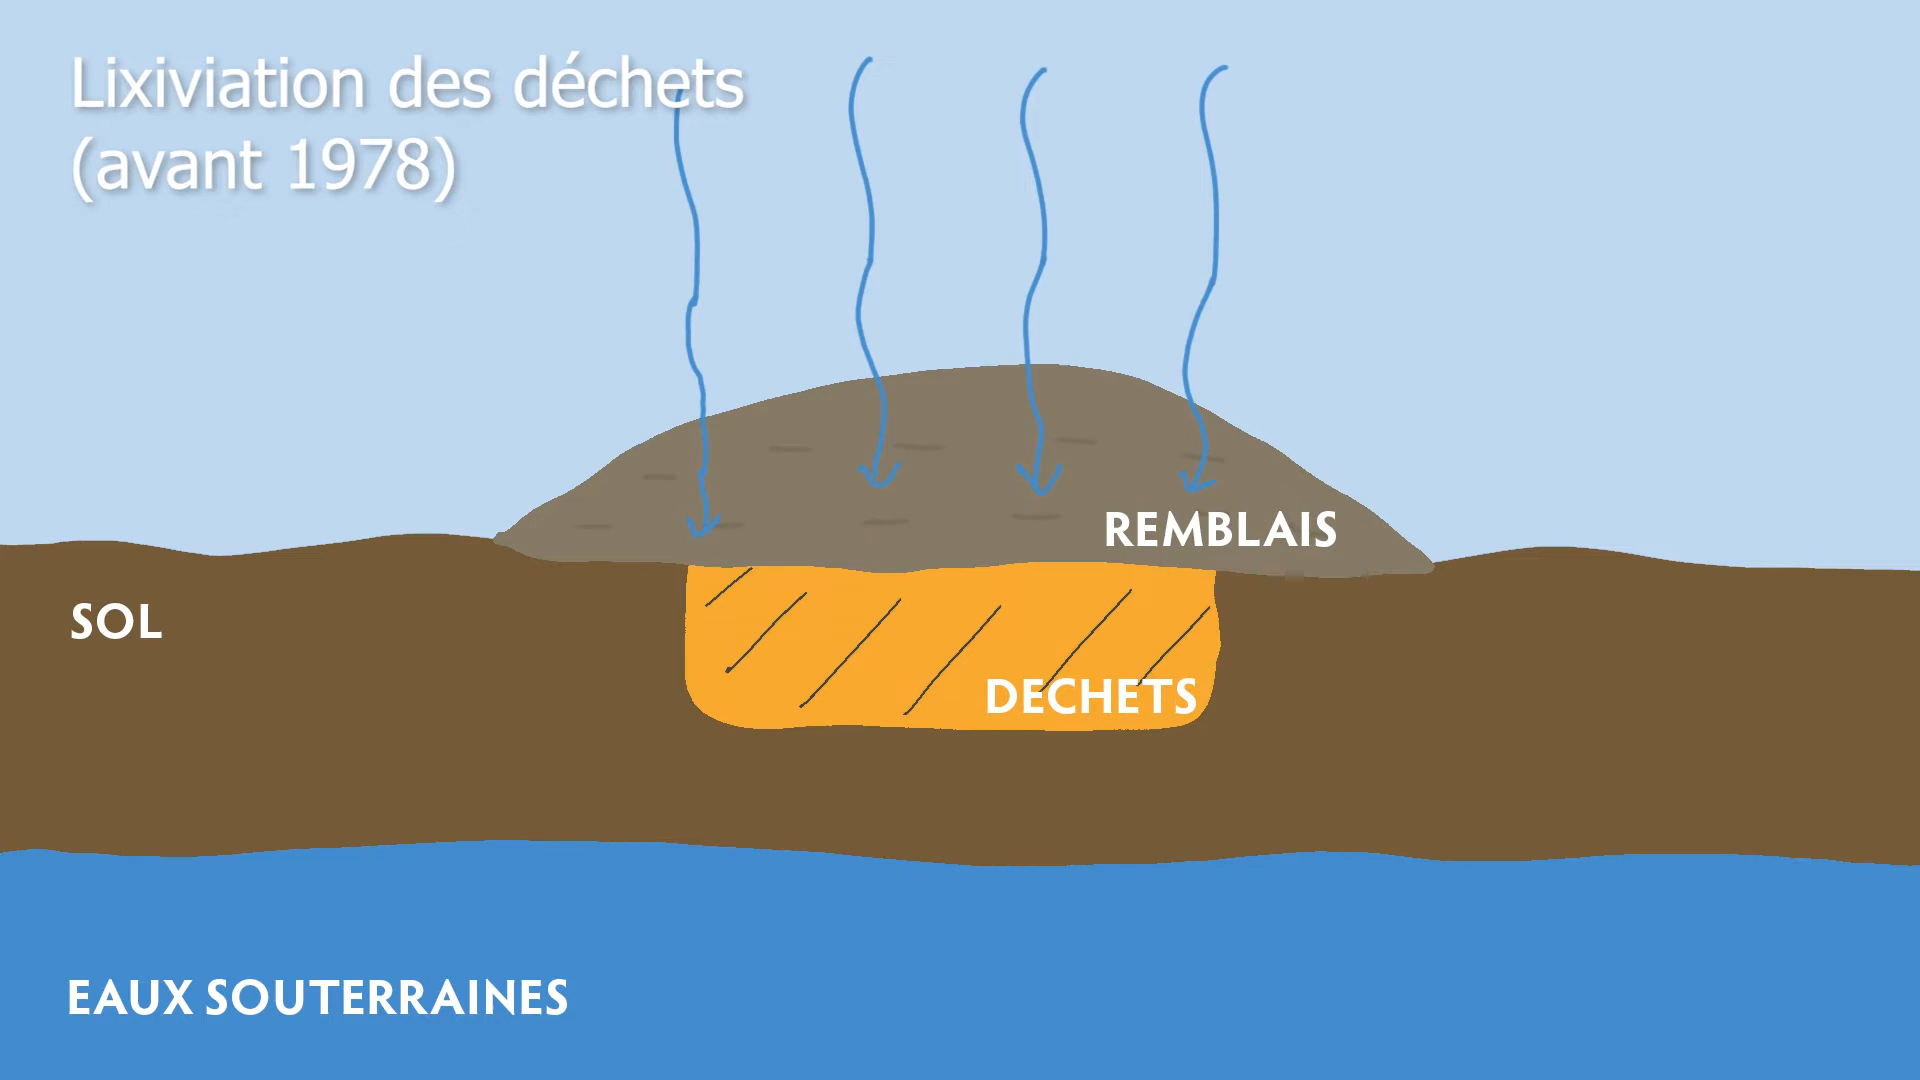 Lixiviation des déchets
(avant 1978)
REMBLAIS
SOL
DECHETS
EAUX SOUTERRAINES